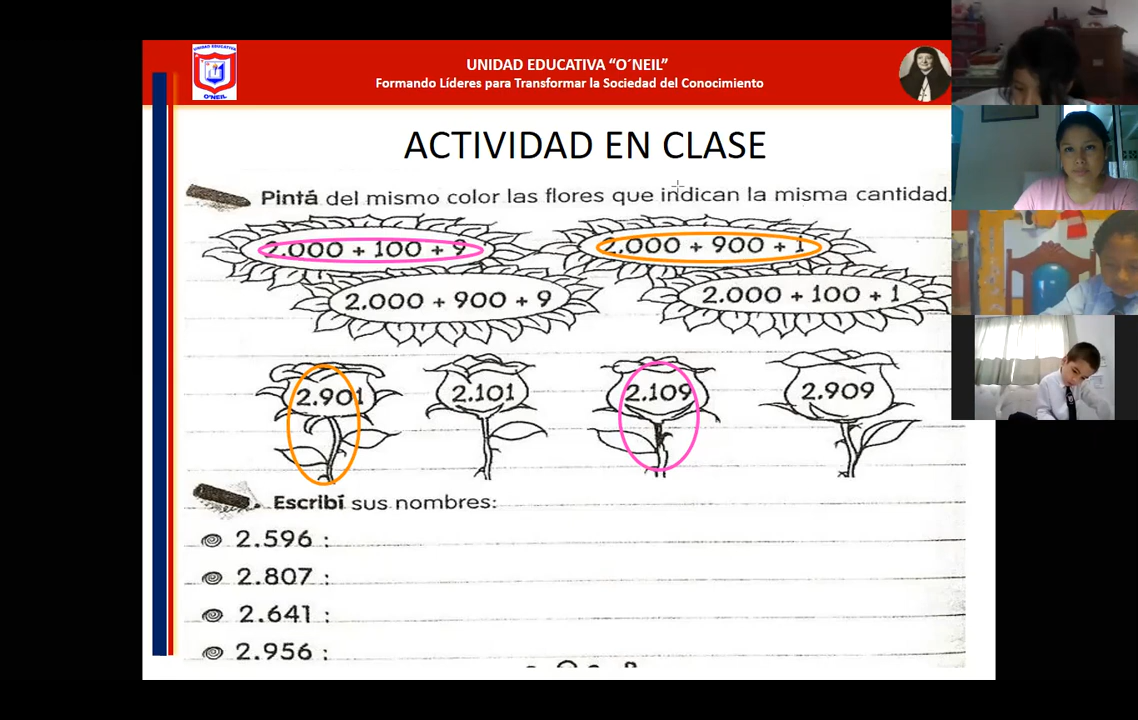 UNIDAD EDUCATIVA
O'NEIL
UNIDAD EDUCATIVA “O´NEIL”
Formando Líderes para Transformar la Sociedad del Conocimiento
ACTIVIDAD EN CLASE
Pintá del mismo color las flores que indican la misma cantidad.
2.000 + 100 + 9
2.000 + 900 + 1
2.000 + 900 + 9
2.000 + 100 + 1
2.901
2.101
2.109
2.909
Escribí sus nombres:
2.596 :
2.807 :
2.641 :
2.956 :